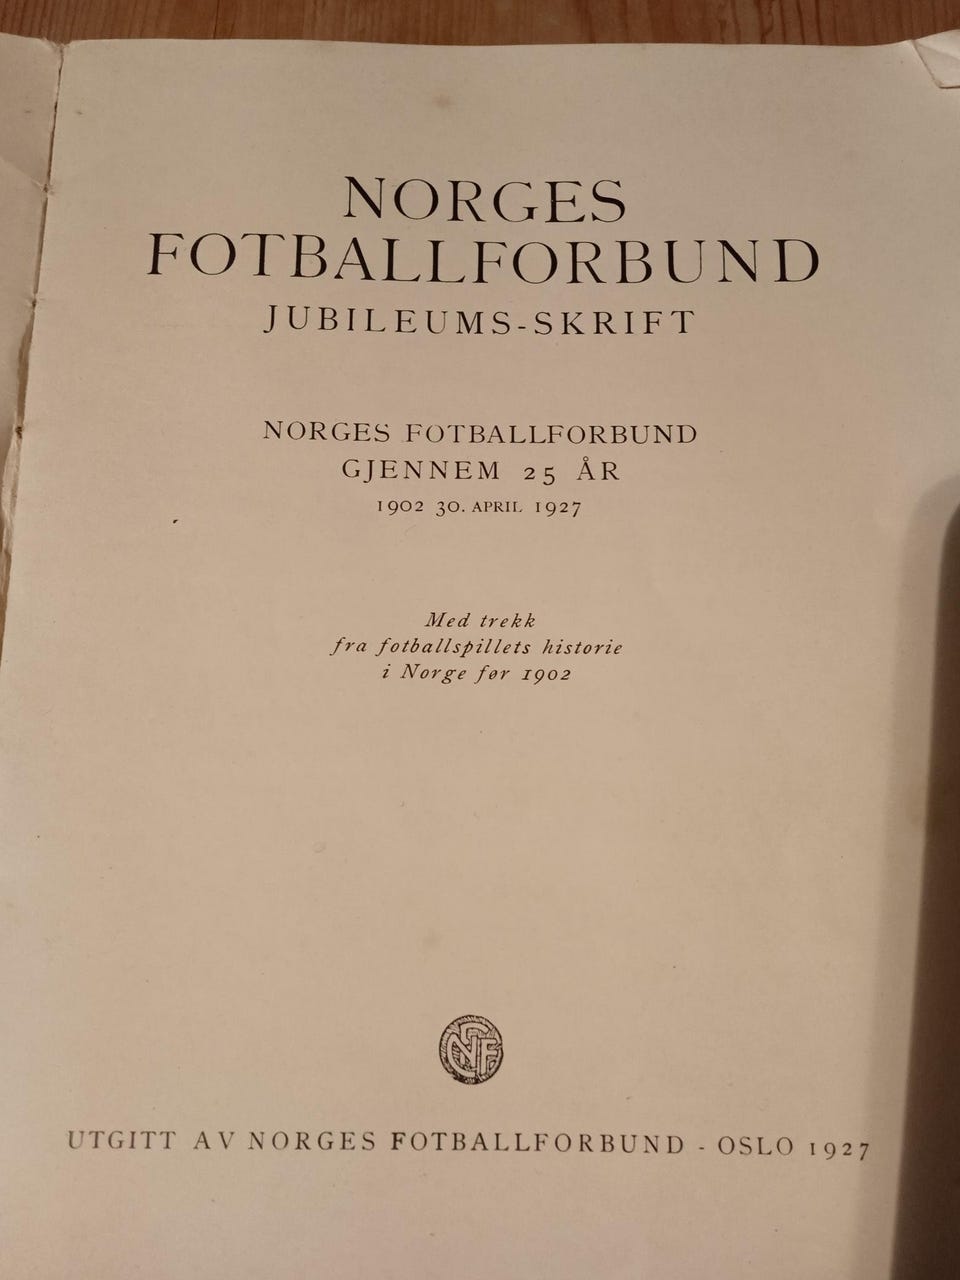 NORGES
FOTBALLFORBUND
JUBILEUMS-SKRIFT
NORGES FOTBALLFORBUND
GJENNEM 25 ÅR
1902 30. APRIL 1927
Med trekk
fra fotballspillets historie
i Norge før 1902
NFF
UTGITT AV NORGES FOTBALLFORBUND - OSLO 1927